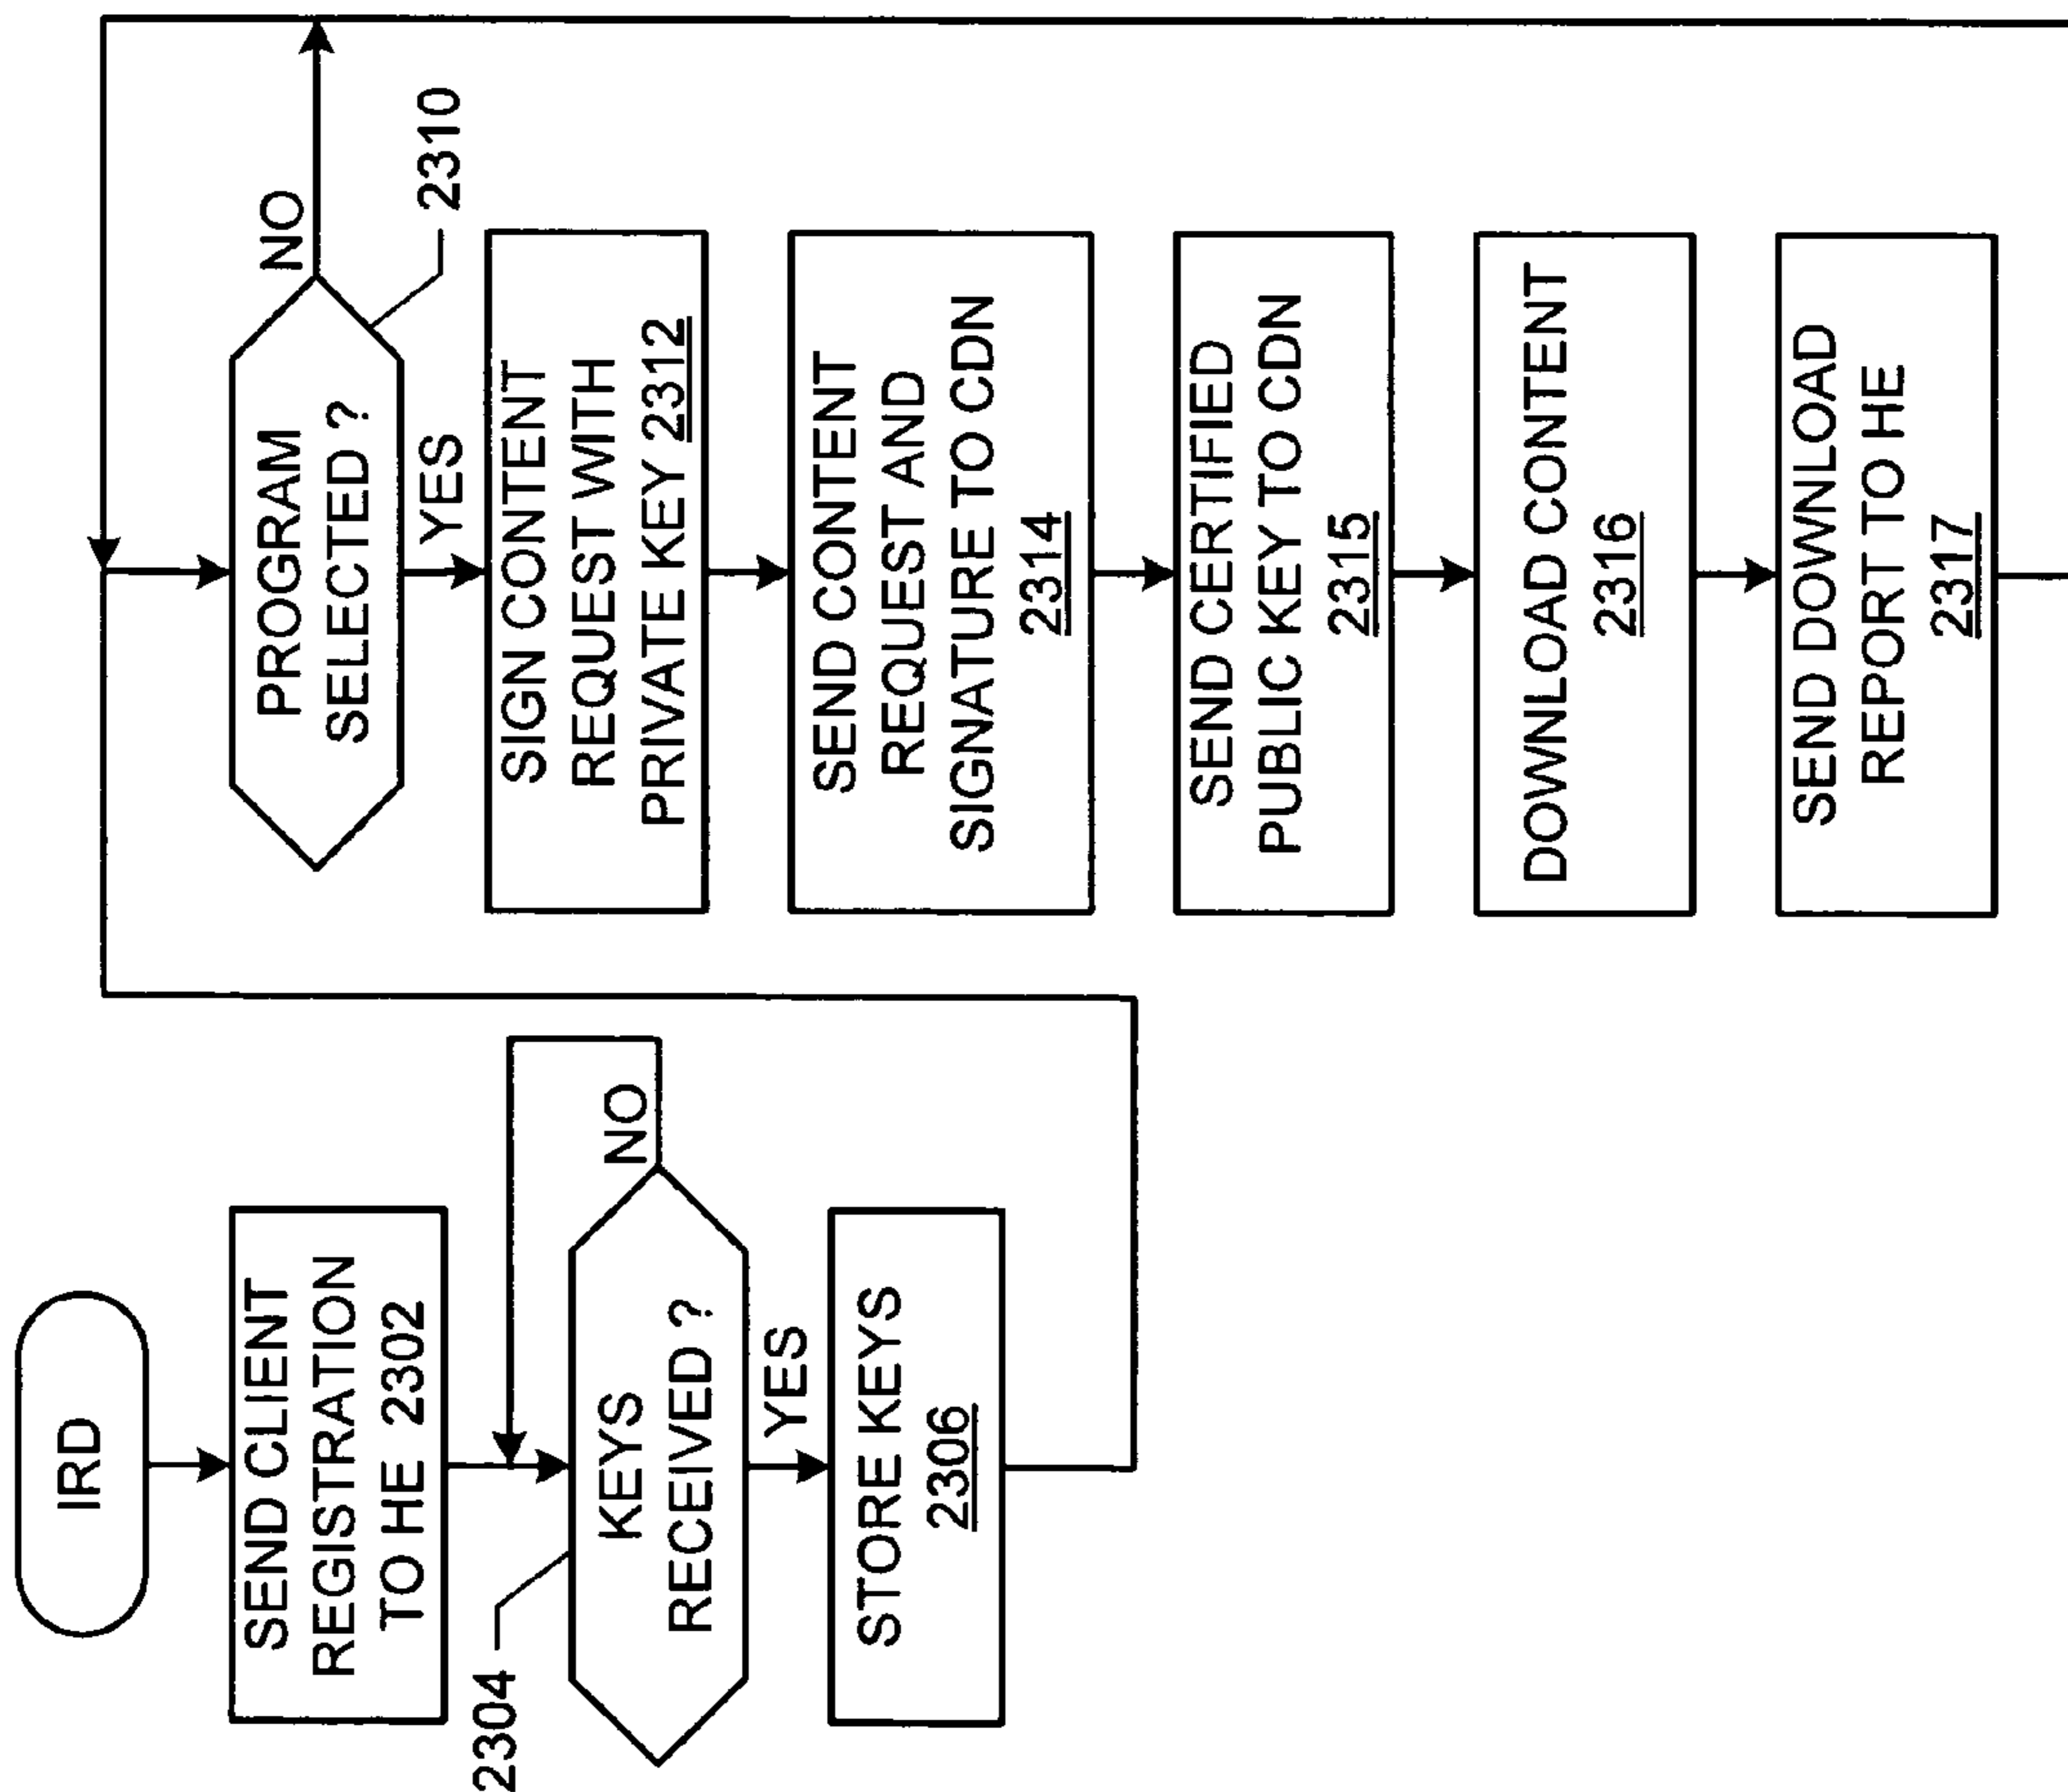 IRD
SEND CLIENT
REGISTRATION
TO HE 2302
2304
KEYS
RECEIVED ?
NO
YES
STORE KEYS
2306
PROGRAM
SELECTED ?
NO
2310
YES
SIGN CONTENT
REQUEST WITH
PRIVATE KEY 2312
SEND CONTENT
REQUEST AND
SIGNATURE TO CDN
2314
SEND CERTIFIED
PUBLIC KEY TO CDN
2315
DOWNLOAD CONTENT
2316
SEND DOWNLOAD
REPORT TO HE
2317